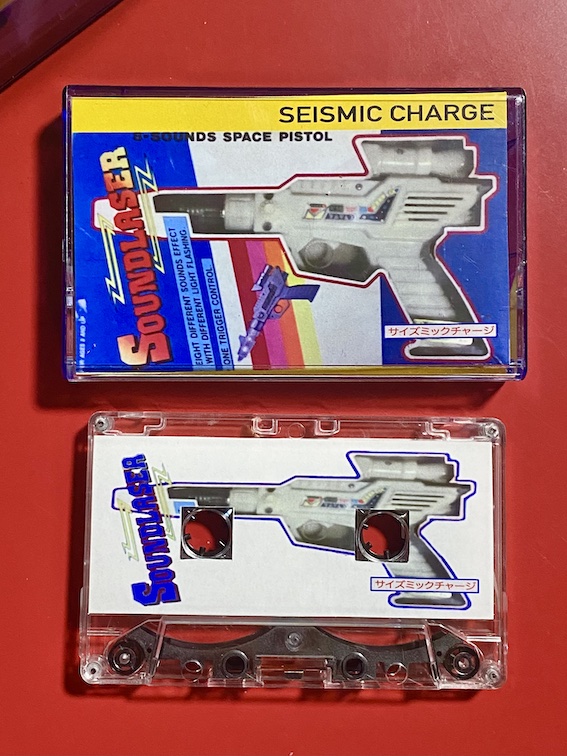 SEISMIC CHARGE
8-SOUNDS SPACE PISTOL
SOUNDLASER
EIGHT DIFFERENT SOUNDS EFFECT
WITH DIFFERENT LIGHT FLASHING.
ONE TRIGGER CONTROL.
サイズミックチャージ
SOUNDLASER
サイズミックチャージ